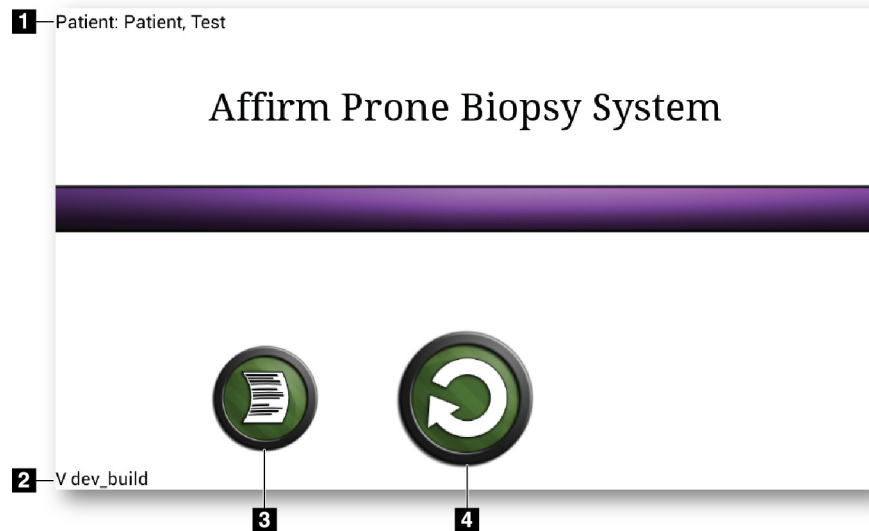 1 Patient: Patient, Test
Affirm Prone Biopsy System
2 V dev_build
3 4